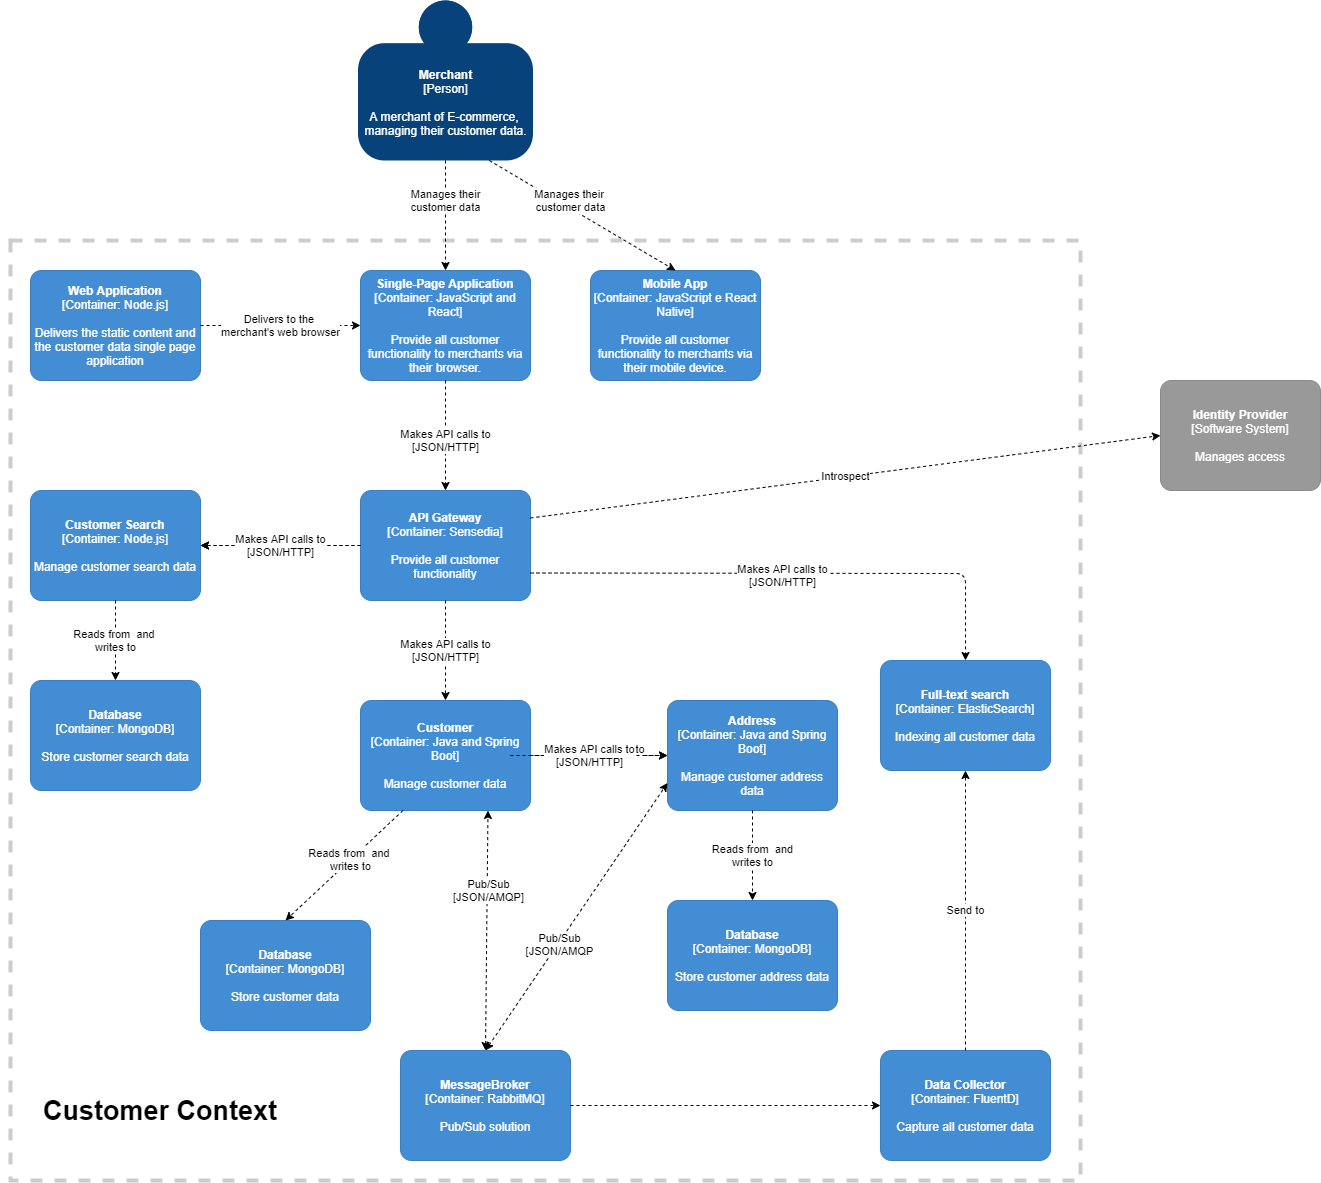 Merchant
[Person]
A merchant of E-commerce,
managing their customer data.
Manages their
customer data
Manages their
customer data
Web Application
[Container: Node.js]
Delivers the static content and
the customer data single page
application
Delivers to the
merchant's web browser
Single-Page Application
[Container: JavaScript and
React]
Provide all customer
functionality to merchants via
their browser.
Mobile App
[Container: JavaScript e React
Native]
Provide all customer
functionality to merchants via
their mobile device.
Makes API calls to
[JSON/HTTP]
Identity Provider
[Software System]
Manages access
Introspect
Customer Search
[Container: Node.js]
Manage customer search data
Makes API calls to
[JSON/HTTP]
API Gateway
[Container: Sensedia]
Provide all customer
functionality
Makes API calls to
[JSON/HTTP]
Reads from  and
writes to
Makes API calls to
[JSON/HTTP]
Database
[Container: MongoDB]
Store customer search data
Customer
[Container: Java and Spring
Boot]
Manage customer data
Makes API calls to to
[JSON/HTTP]
Address
[Container: Java and Spring
Boot]
Manage customer address
data
Full-text search
[Container: ElasticSearch]
Indexing all customer data
Reads from  and
writes to
Pub/Sub
[JSON/AMQP]
Pub/Sub
[JSON/AMQP
Reads from  and
writes to
Send to
Database
[Container: MongoDB]
Store customer data
Database
[Container: MongoDB]
Store customer address data
MessageBroker
[Container: RabbitMQ]
Pub/Sub solution
Data Collector
[Container: FluentD]
Capture all customer data
Customer Context